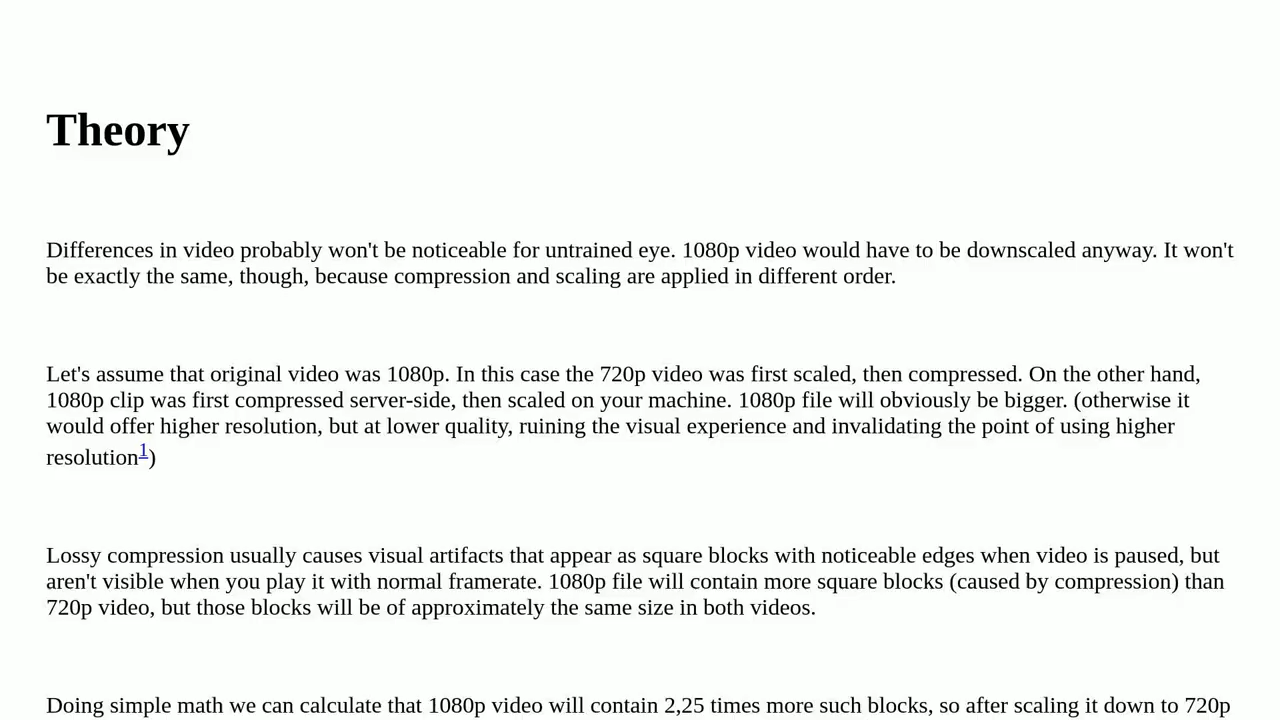 Theory
Differences in video probably won't be noticeable for untrained eye. 1080p video would have to be downscaled anyway. It won't
be exactly the same, though, because compression and scaling are applied in different order.
Let's assume that original video was 1080p. In this case the 720p video was first scaled, then compressed. On the other hand,
1080p clip was first compressed server-side, then scaled on your machine. 1080p file will obviously be bigger. (otherwise it
would offer higher resolution, but at lower quality, ruining the visual experience and invalidating the point of using higher
resolution1)
Lossy compression usually causes visual artifacts that appear as square blocks with noticeable edges when video is paused, but
aren't visible when you play it with normal framerate. 1080p file will contain more square blocks (caused by compression) than
720p video, but those blocks will be of approximately the same size in both videos.
Doing simple math we can calculate that 1080p video will contain 2,25 times more such blocks, so after scaling it down to 720p